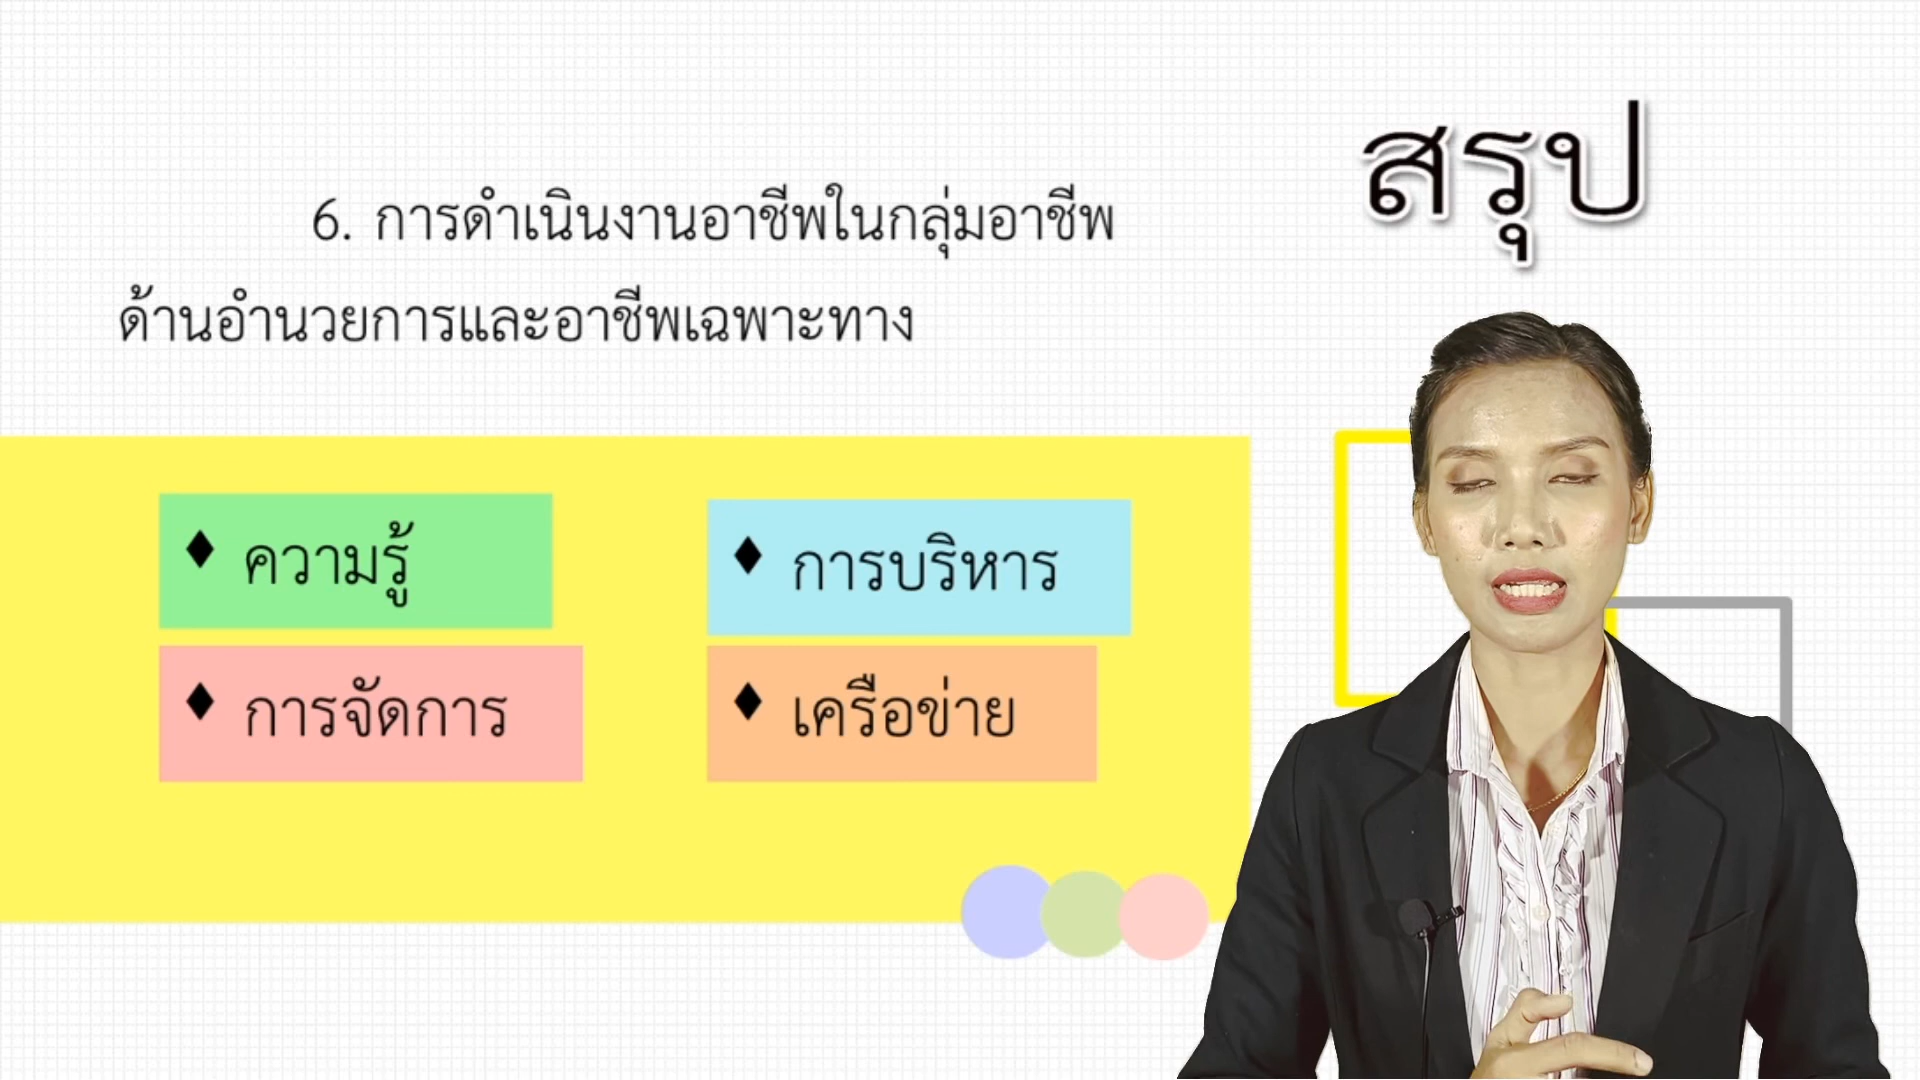 สรุป
6. การดำเนินงานอาชีพในกลุ่มอาชีพ
ด้านอำนวยการและอาชีพเฉพาะทาง
♦ ความรู้
♦ การบริหาร
♦ การจัดการ
♦ เครือข่าย